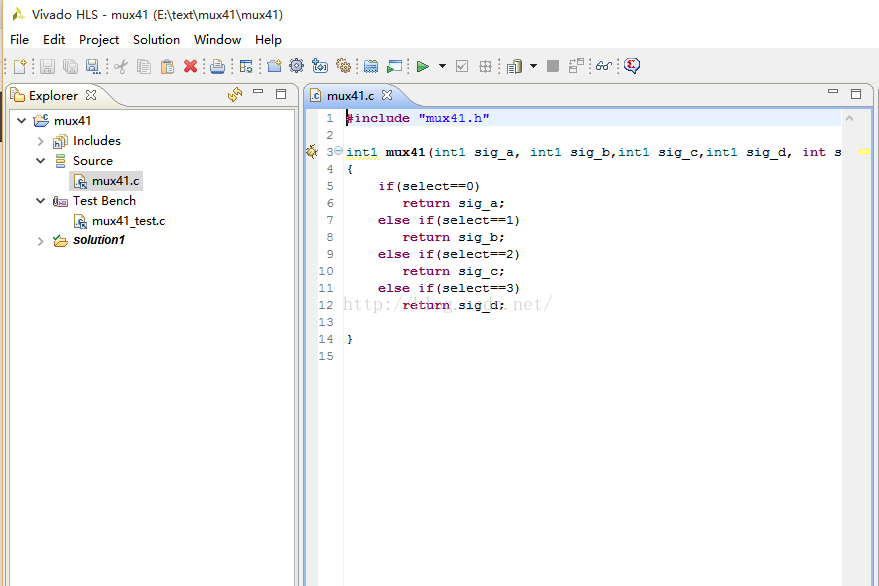 Vivado HLS - mux41 (E:\text\mux41\mux41)
File Edit Project Solution Window Help
Explorer
mux41
Includes
Source
mux41.c
Test Bench
mux41_test.c
solution1
mux41.c
1 #include "mux41.h"
2
3 int1 mux41(int1 sig_a, int1 sig_b,int1 sig_c,int1 sig_d, int s
4 {
5 if(select==0)
6 return sig_a;
7 else if(select==1)
8 return sig_b;
9 else if(select==2)
10 return sig_c;
11 else if(select==3)
12 return sig_d;
http://blog.csdn.net/
13
14 }
15